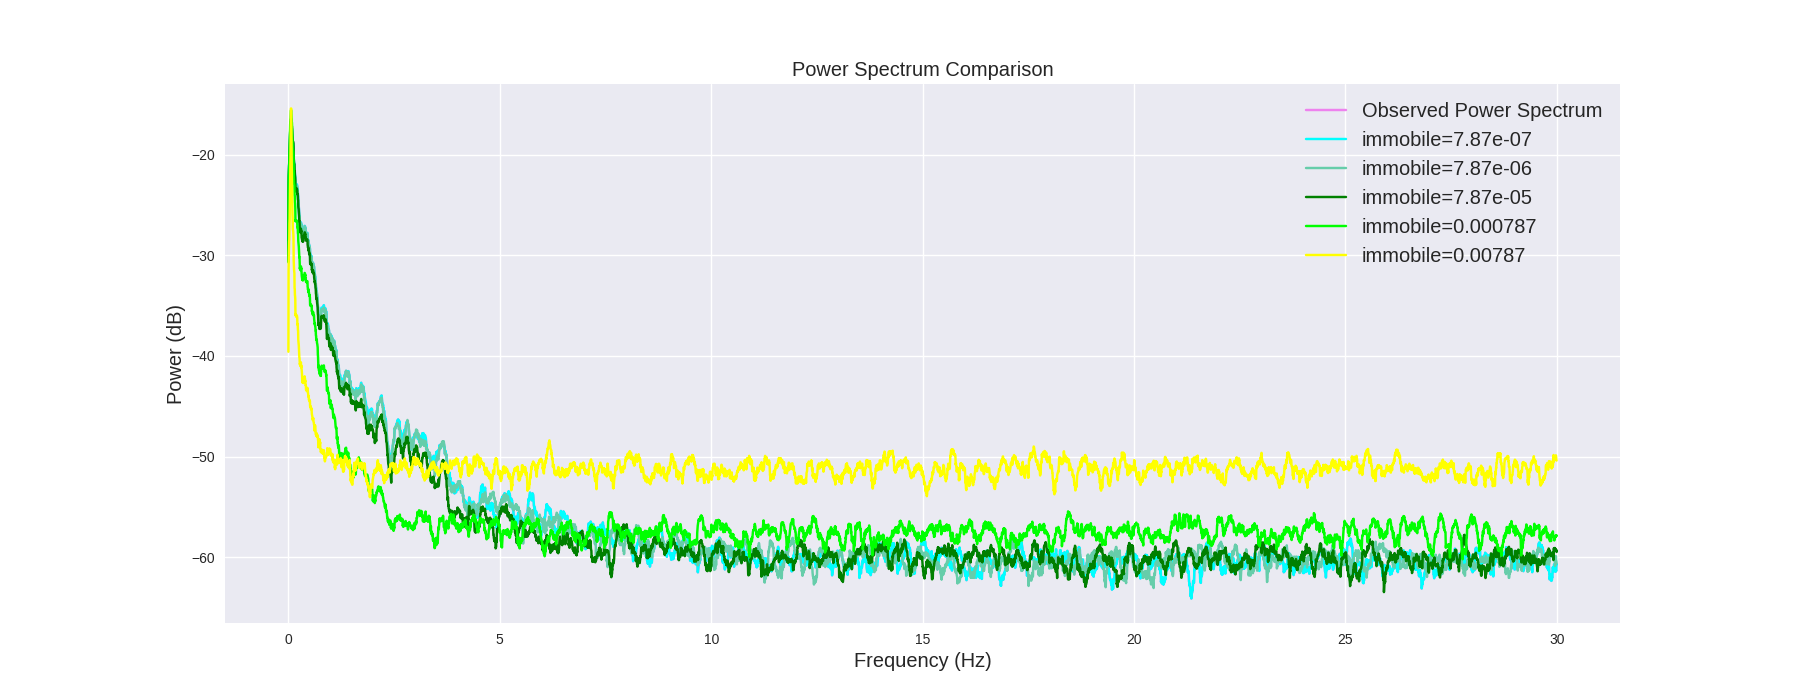 Power Spectrum Comparison
Observed Power Spectrum
immobile=7.87e-07
immobile=7.87e-06
immobile=7.87e-05
immobile=0.000787
immobile=0.00787
Power (dB)
−20
−30
−40
−50
−60
0 5 10 15 20 25 30
Frequency (Hz)